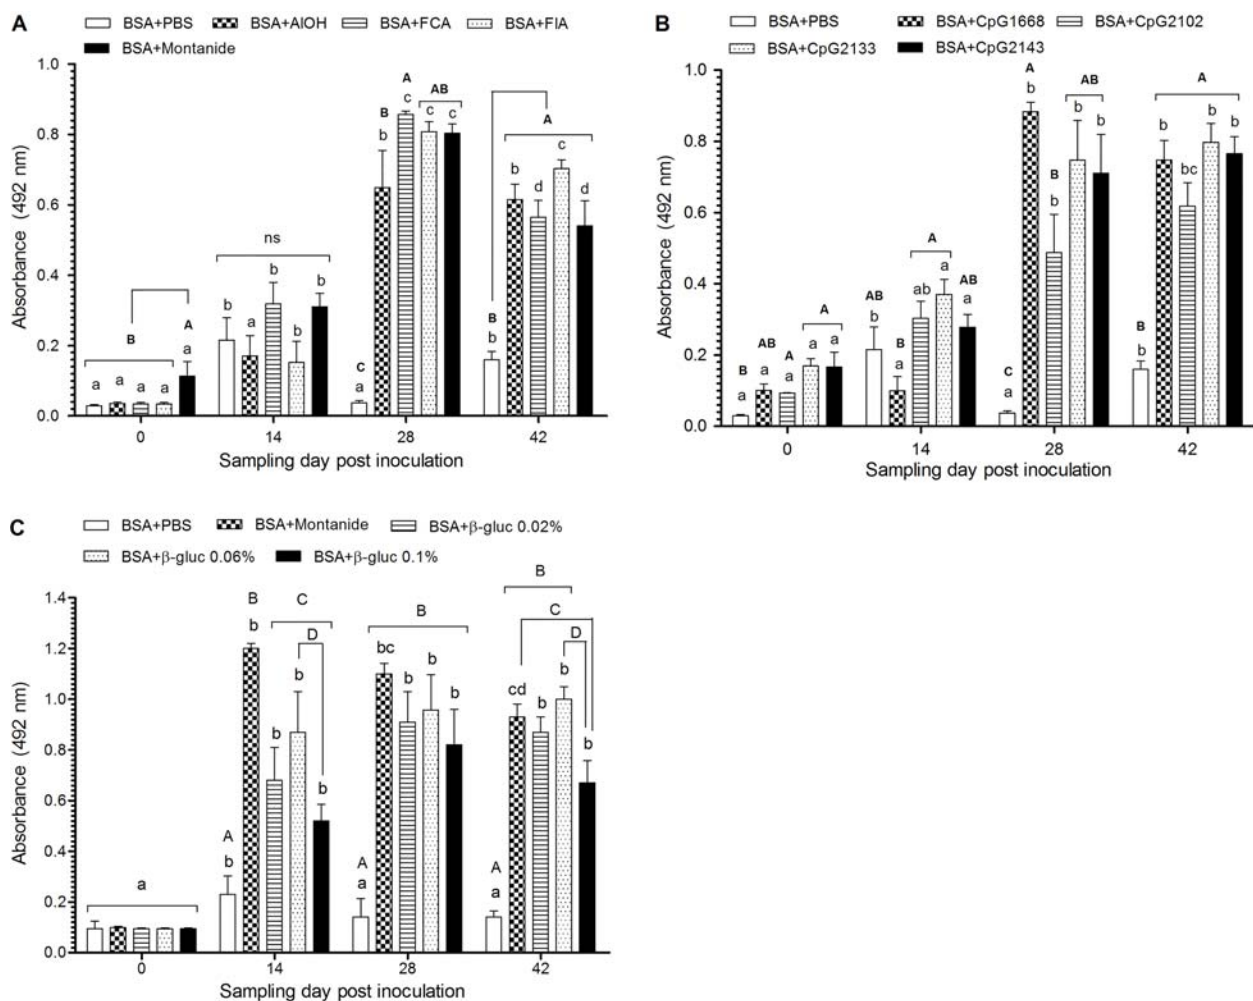 A
BSA+PBS BSA+AlOH BSA+FCA BSA+FIA
BSA+Montanide
Absorbance (492 nm)
1.0
0.8
0.6
0.4
0.2
0.0
B
a a a a
A
a
ns
b a b b b
C
a
B
b
A
c
AB
c c
B
b
A
b d c d
0 14 28 42
Sampling day post inoculation
B
BSA+PBS BSA+CpG1668 BSA+CpG2102
BSA+CpG2133 BSA+CpG2143
Absorbance (492 nm)
1.0
0.8
0.6
0.4
0.2
0.0
B
a
AB
a
A
a
A
a a
AB
b
B
a
A
ab a
AB
a
C
a
A
b
B
b
AB
b b
B
b
A
b bc b b
0 14 28 42
Sampling day post inoculation
C
BSA+PBS BSA+Montanide BSA+β-gluc 0.02%
BSA+β-gluc 0.06% BSA+β-gluc 0.1%
Absorbance (492 nm)
1.4
1.2
1.0
0.8
0.6
0.4
0.2
0.0
a
A
b
B
b
C
D
b b b
A
a
B
bc b b b
A
a
B
C
D
cd b b b
0 14 28 42
Sampling day post inoculation